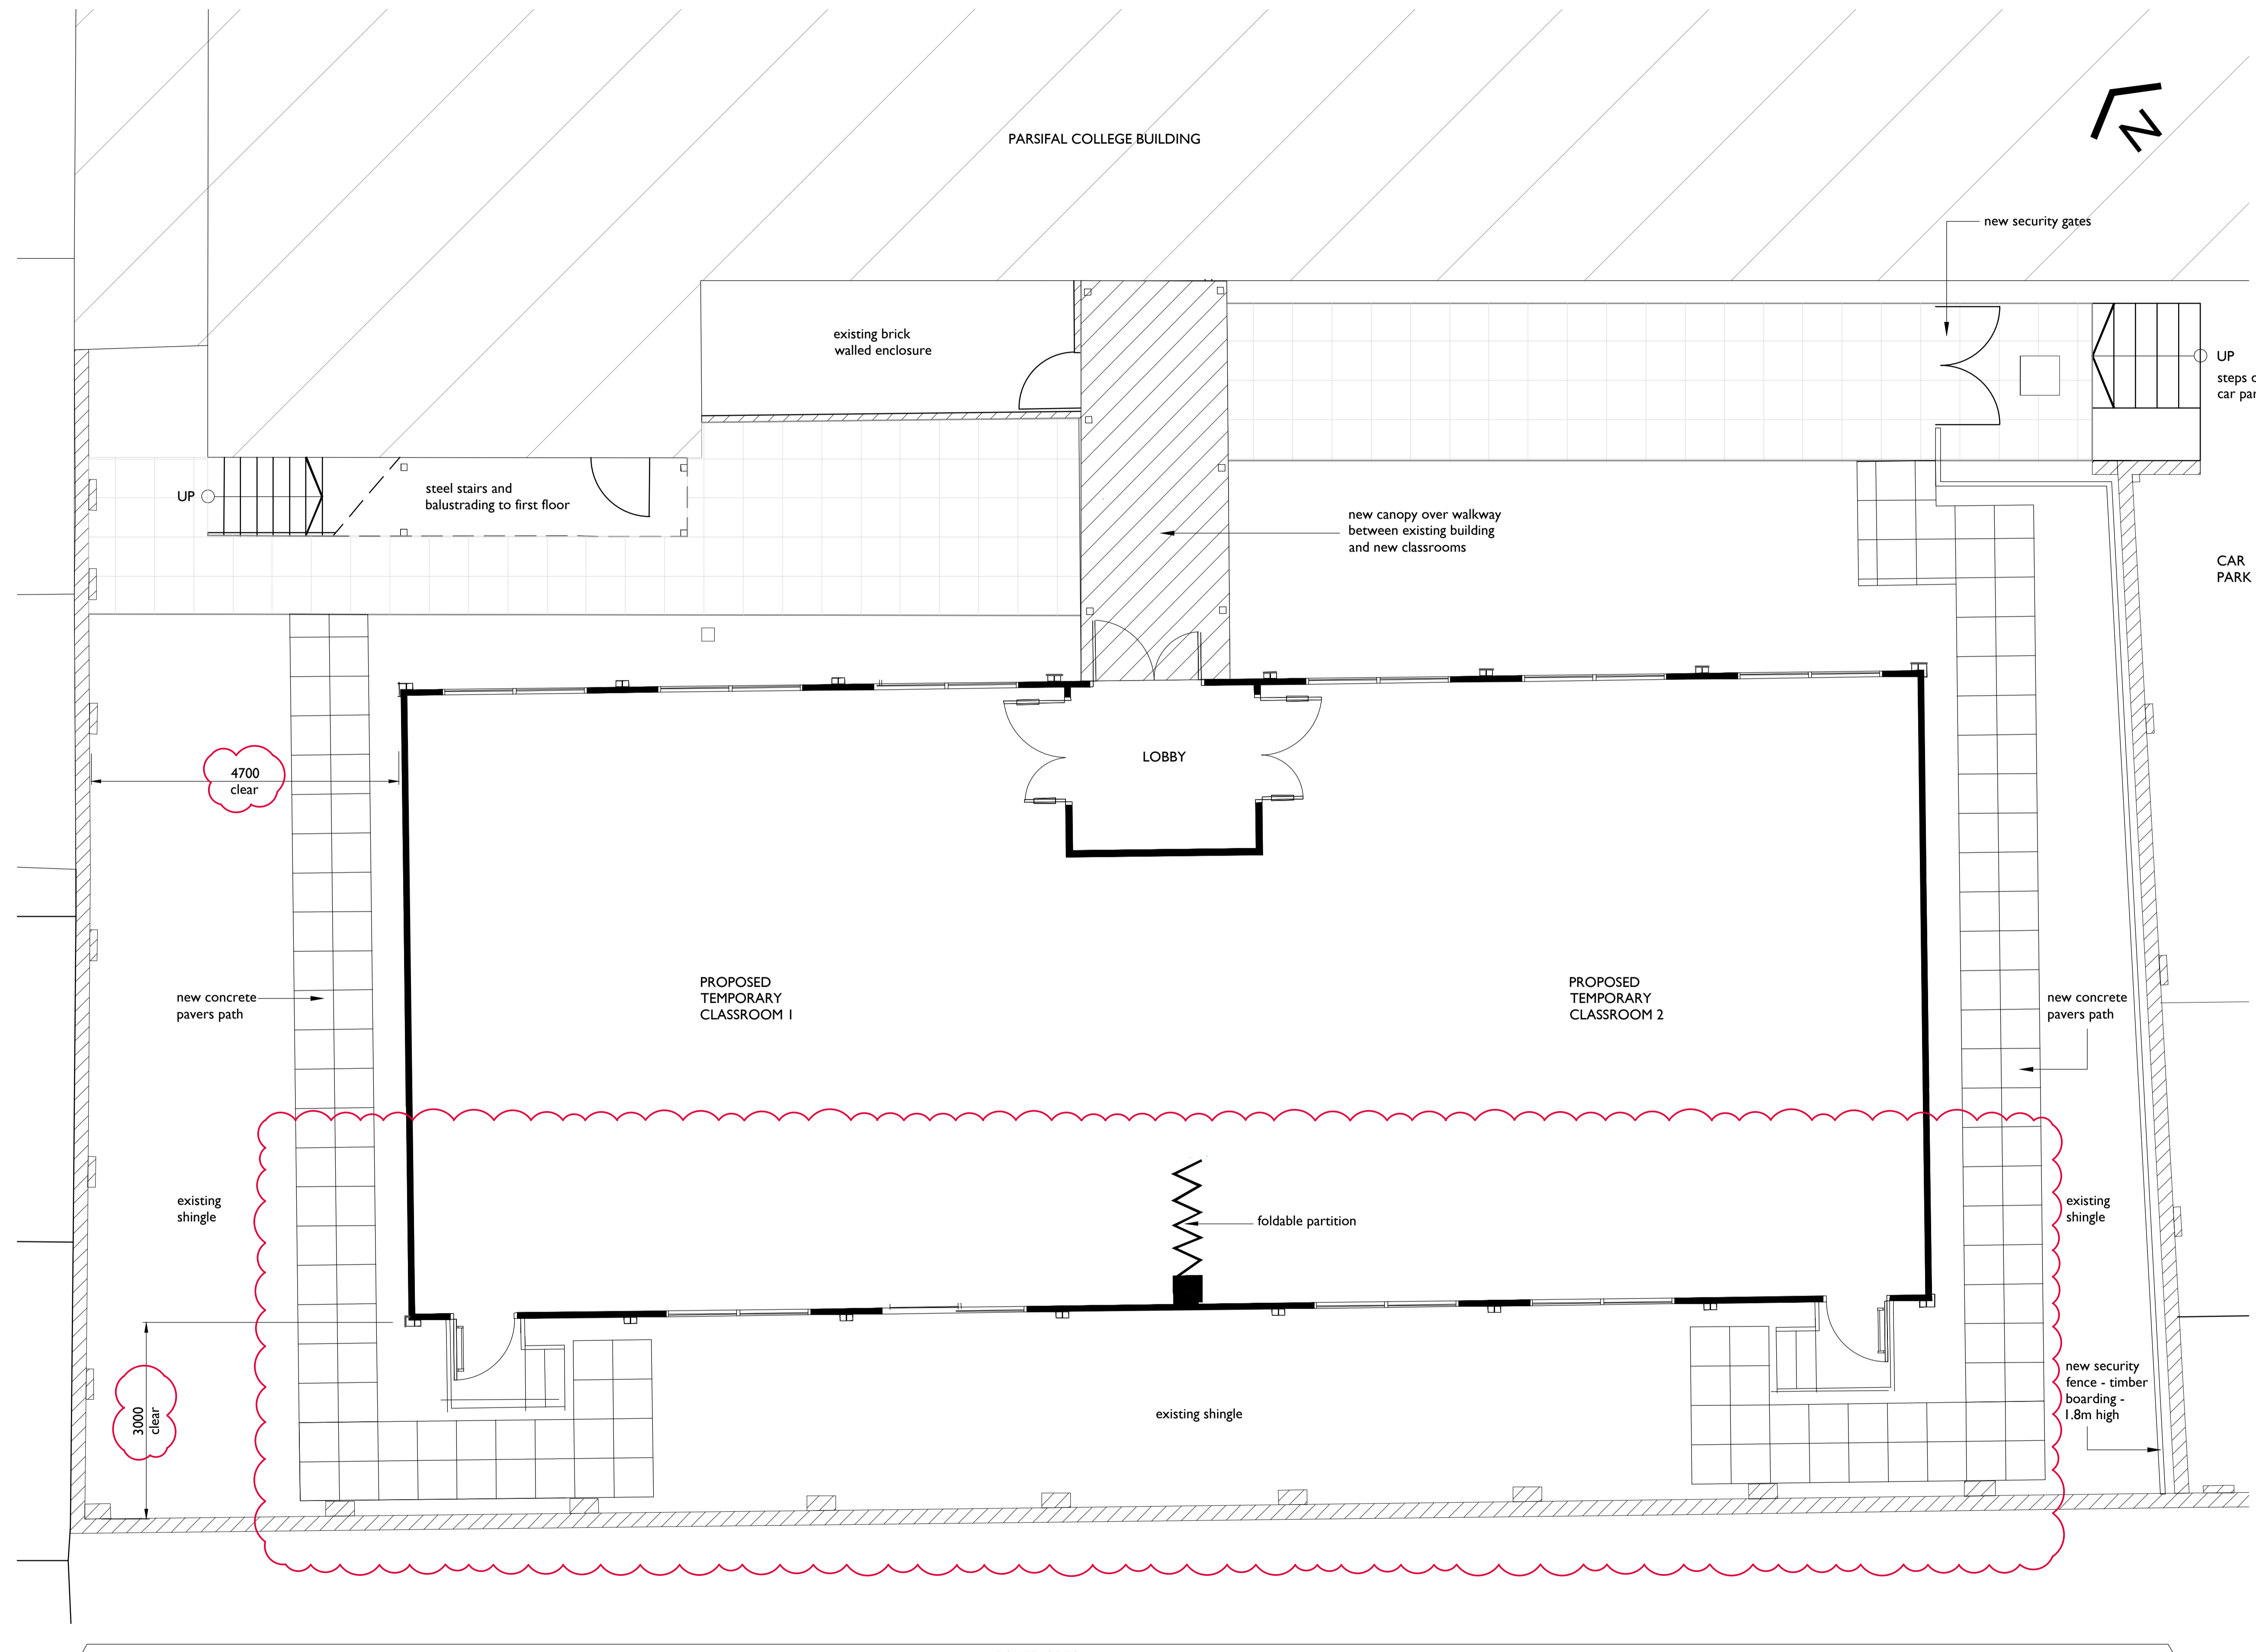 PARSIFAL COLLEGE BUILDING
N
new security gates
existing brick
walled enclosure
UP
steps
car
UP
steel stairs and
balustrading to first floor
new canopy over walkway
between existing building
and new classrooms
CAR
PARK
LOBBY
4700
clear
PROPOSED
TEMPORARY
CLASSROOM 1
PROPOSED
TEMPORARY
CLASSROOM 2
new concrete
pavers path
new concrete
pavers path
existing
shingle
foldable partition
existing
shingle
3000
clear
existing shingle
new security
fence - timber
boarding -
1.8m high